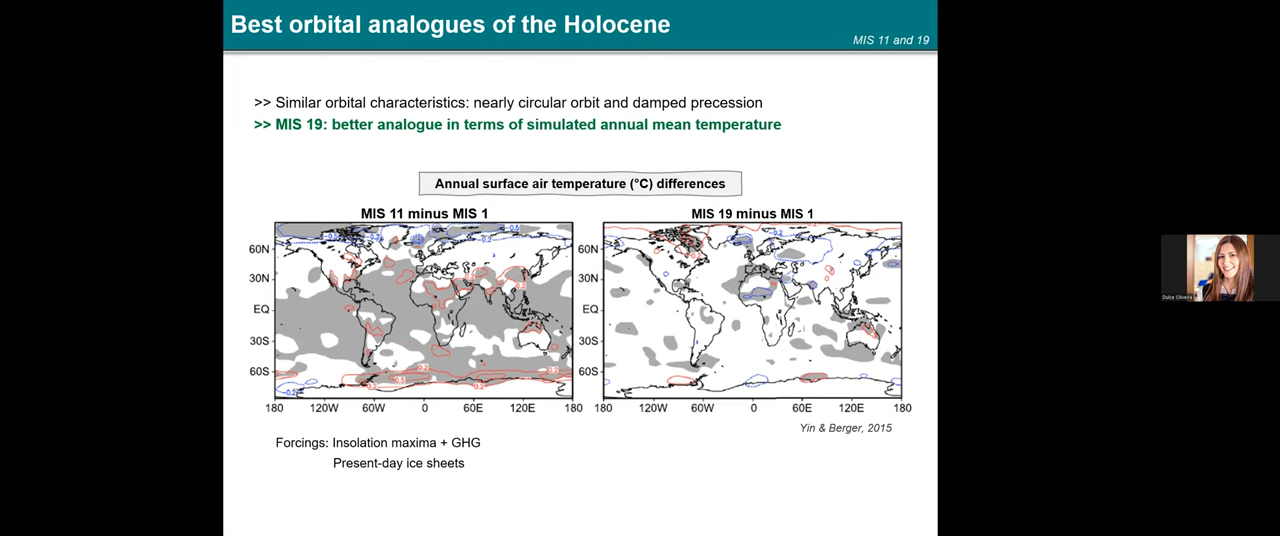 Best orbital analogues of the Holocene
MIS 11 and 19
>> Similar orbital characteristics: nearly circular orbit and damped precession
>> MIS 19: better analogue in terms of simulated annual mean temperature
Annual surface air temperature (°C) differences
MIS 11 minus MIS 1
MIS 19 minus MIS 1
60N
30N
EQ
30S
60S
180 120W 60W 0 60E 120E 180
60N
30N
EQ
30S
60S
180 120W 60W 0 60E 120E 180
Yin & Berger, 2015
Forcings: Insolation maxima + GHG
Present-day ice sheets
Dulce Oliveira